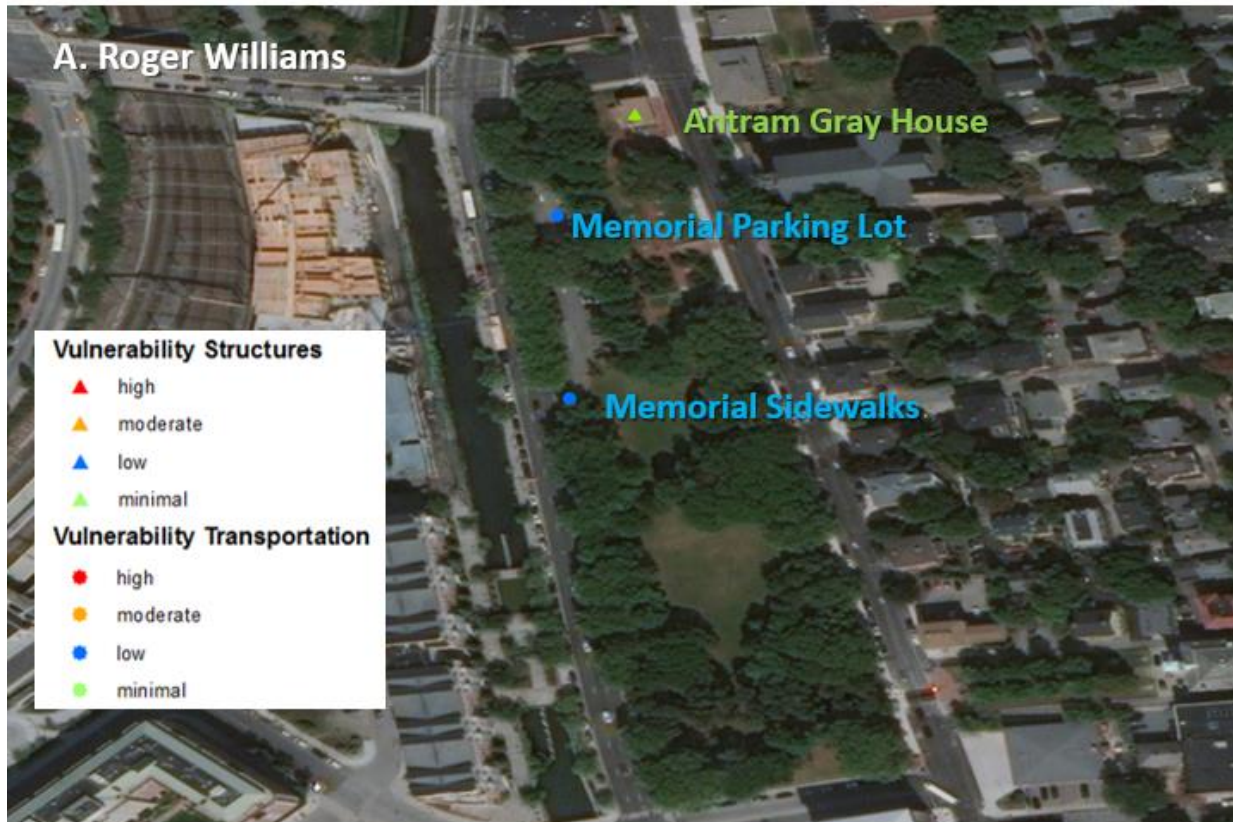 A. Roger Williams
Antram Gray House
Memorial Parking Lot
Memorial Sidewalks
Vulnerability Structures
high
moderate
low
minimal
Vulnerability Transportation
high
moderate
low
minimal